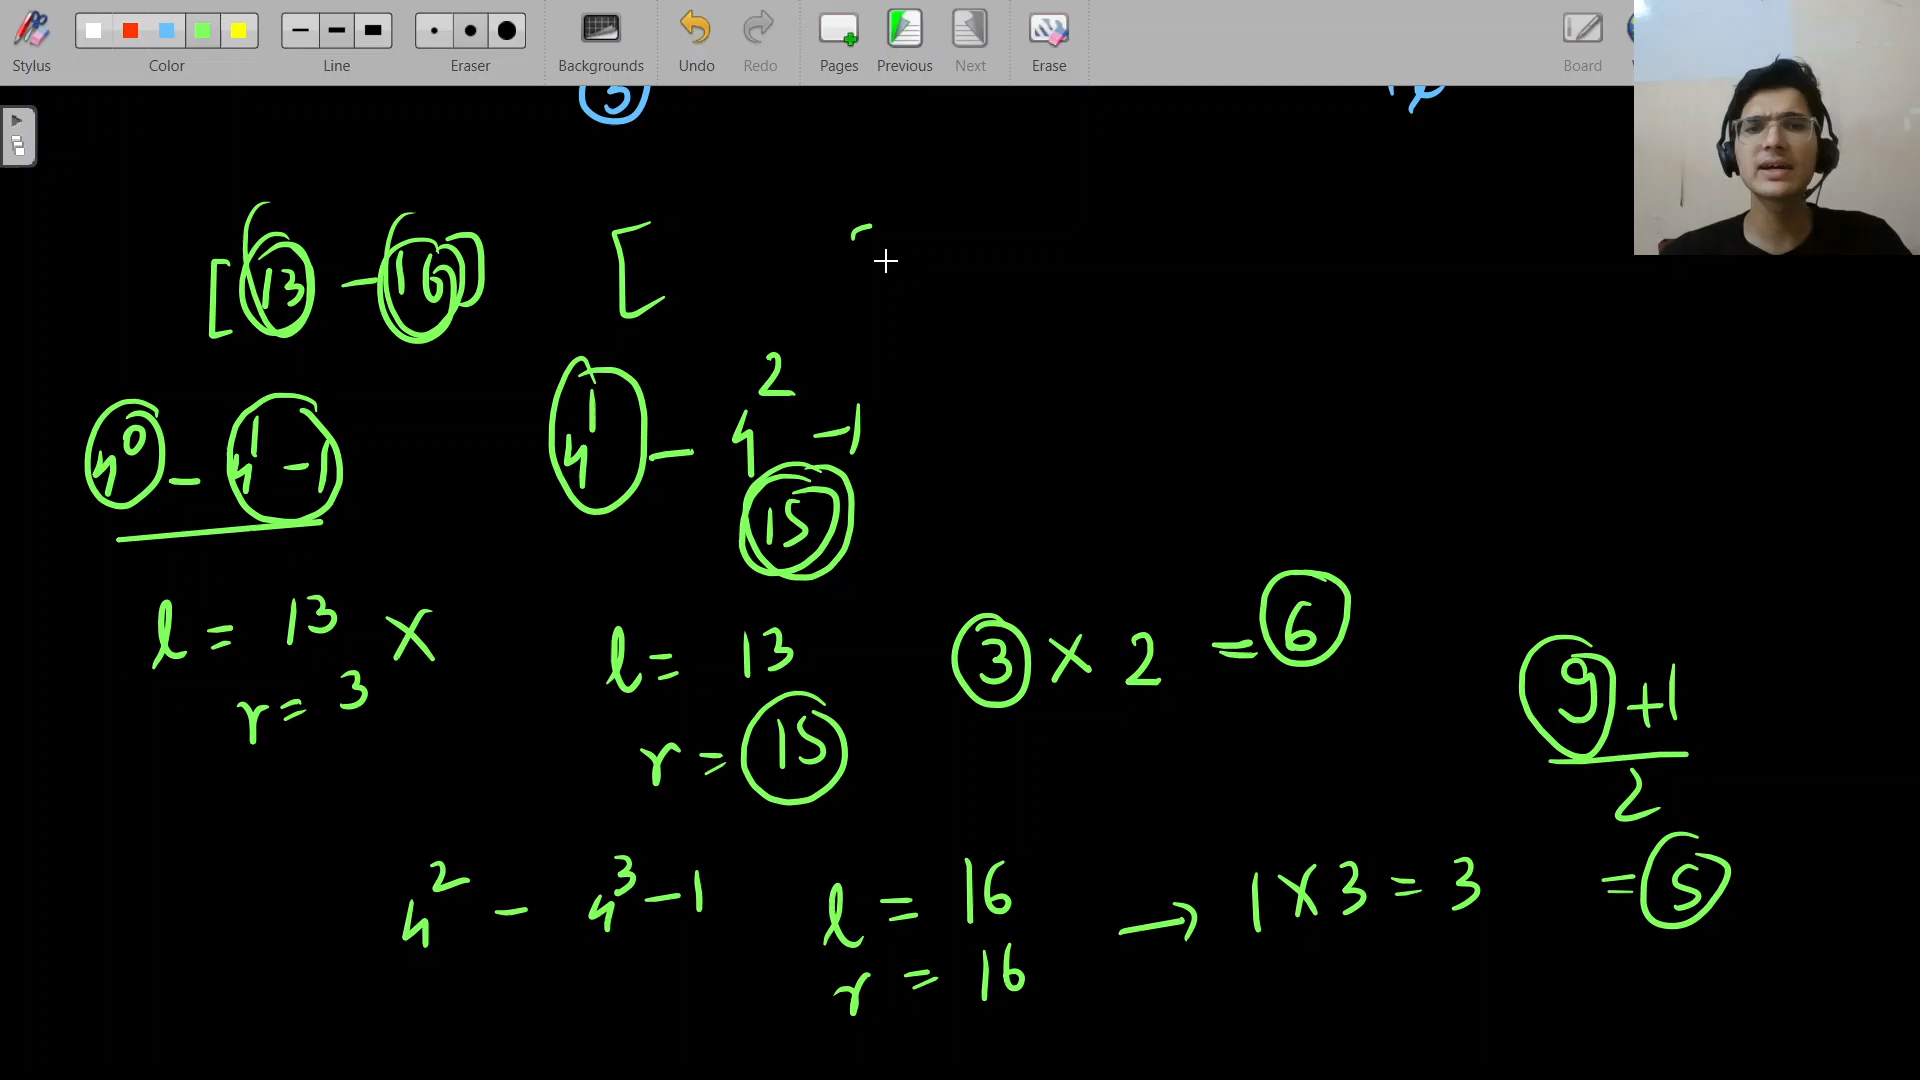 Stylus Color Line Eraser Backgrounds Undo Redo Pages Previous Next Erase Board
3
[13 - 16] [
4^0 - 4^1 - 1 4^1 - 4^2 - 1
15
l = 13 X l = 13 3 X 2 = 6
r = 3 r = 15 9 + 1
2
4^2 - 4^3 - 1 l = 16 → 1 X 3 = 3 = 5
r = 16